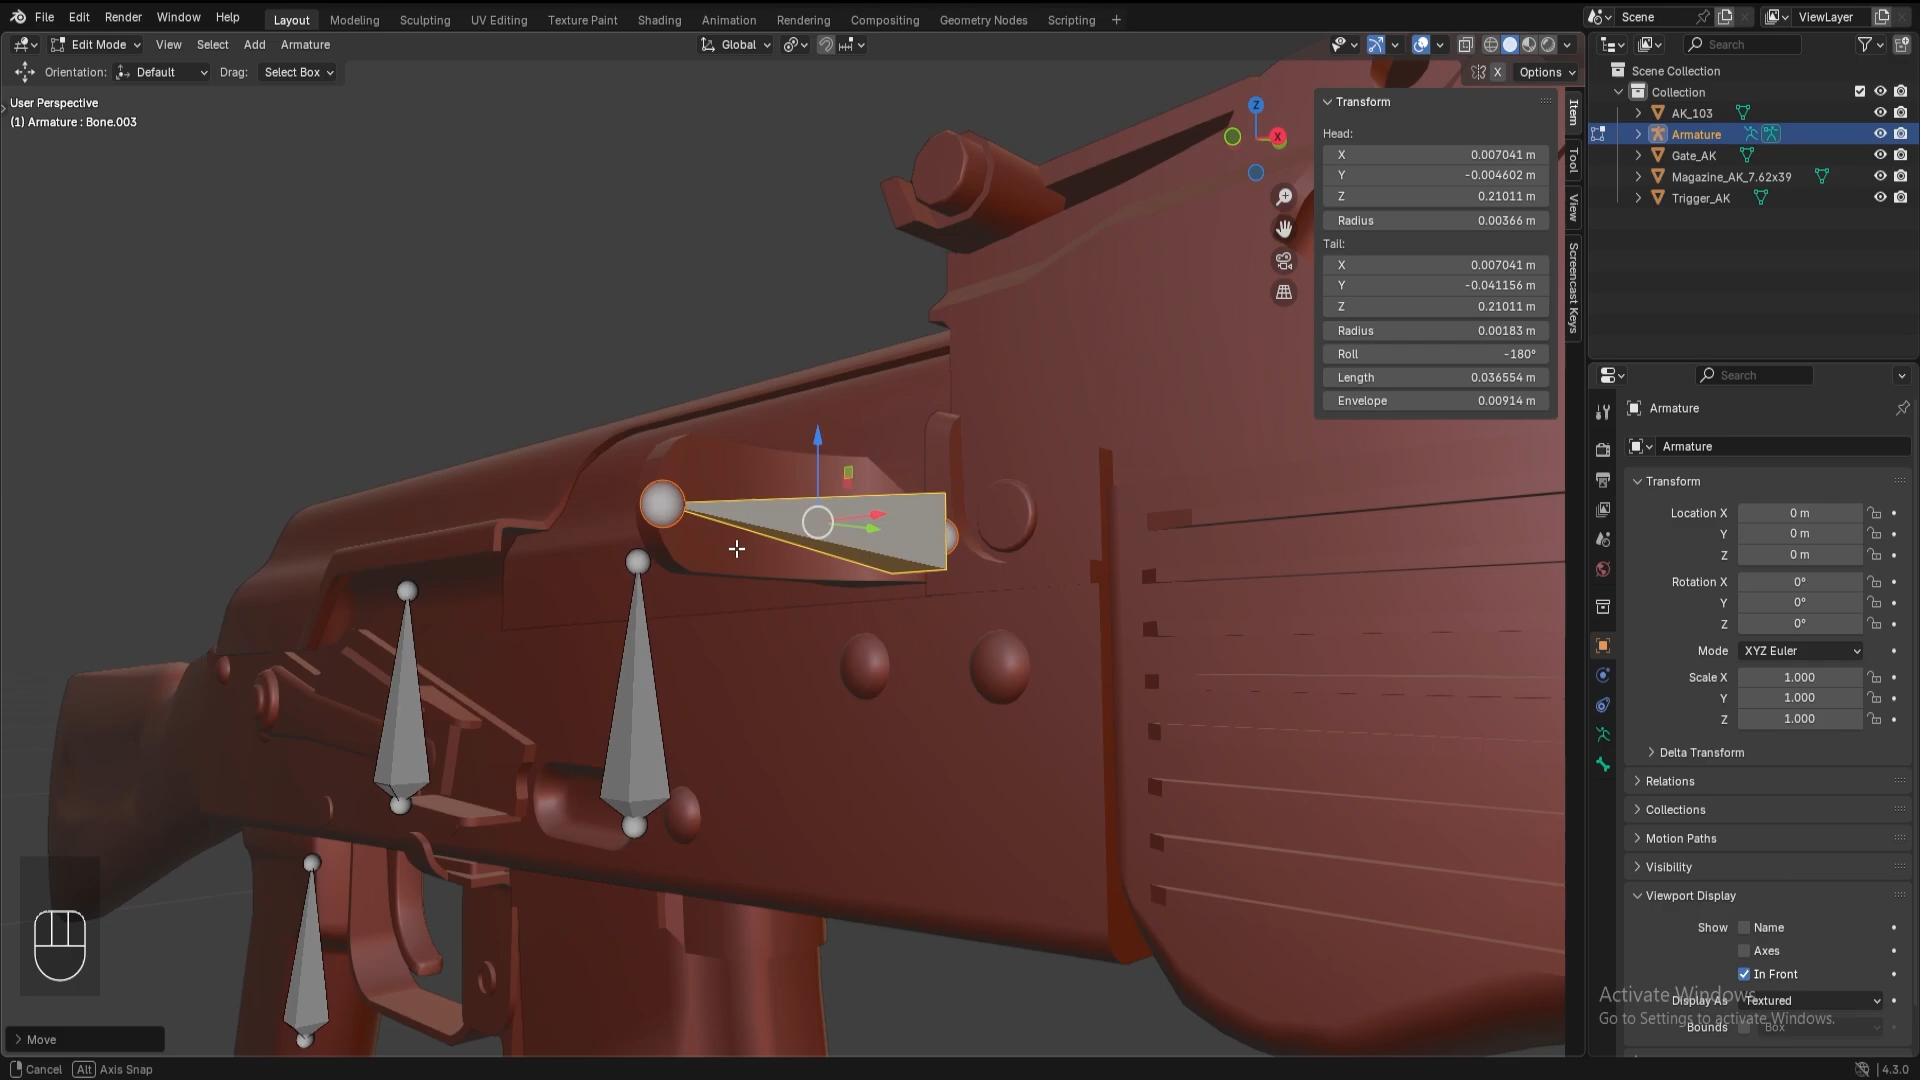 File Edit Render Window Help Layout Modeling Sculpting UV Editing Texture Paint Shading Animation Rendering Compositing Geometry Nodes Scripting + Scene ViewLayer
Edit Mode View Select Add Armature Global Search
Orientation: Default Drag: Select Box X Options
User Perspective
(1) Armature : Bone.003
Z
X
Transform
Head:
X 0.007041 m
Y -0.004602 m
Z 0.21011 m
Radius 0.00366 m
Tail:
X 0.007041 m
Y -0.041156 m
Z 0.21011 m
Radius 0.00183 m
Roll -180°
Length 0.036554 m
Envelope 0.00914 m
Item
Tool
View
Screencast Keys
Scene Collection
Collection
AK_103
Armature
Gate_AK
Magazine_AK_7.62x39
Trigger_AK
Search
Armature
Armature
Transform
Location X 0 m
Y 0 m
Z 0 m
Rotation X 0°
Y 0°
Z 0°
Mode XYZ Euler
Scale X 1.000
Y 1.000
Z 1.000
Delta Transform
Relations
Collections
Motion Paths
Visibility
Viewport Display
Show Name
Axes
In Front
Display As Textured
Bounds Box
Activate Windows
Go to Settings to activate Windows.
Move
Cancel Alt Axis Snap
4.3.0